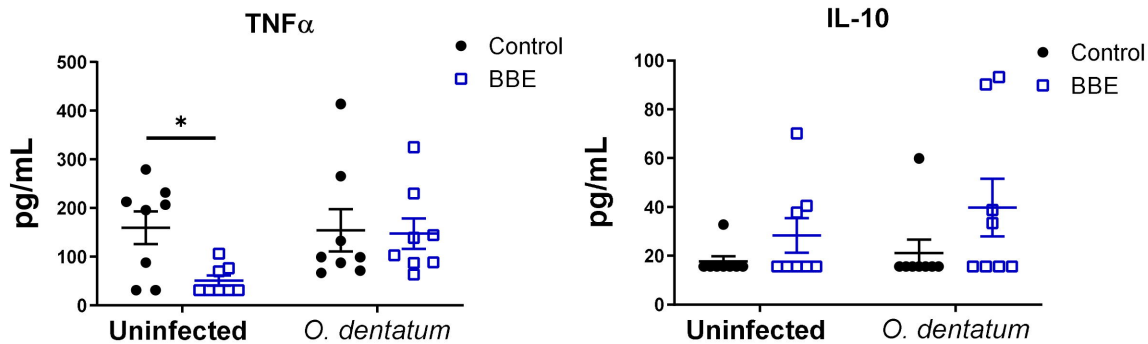 TNFα
Control
BBE
pg/mL
500
400
300
200
100
0
*
Uninfected
O. dentatum
IL-10
Control
BBE
pg/mL
100
80
60
40
20
0
Uninfected
O. dentatum